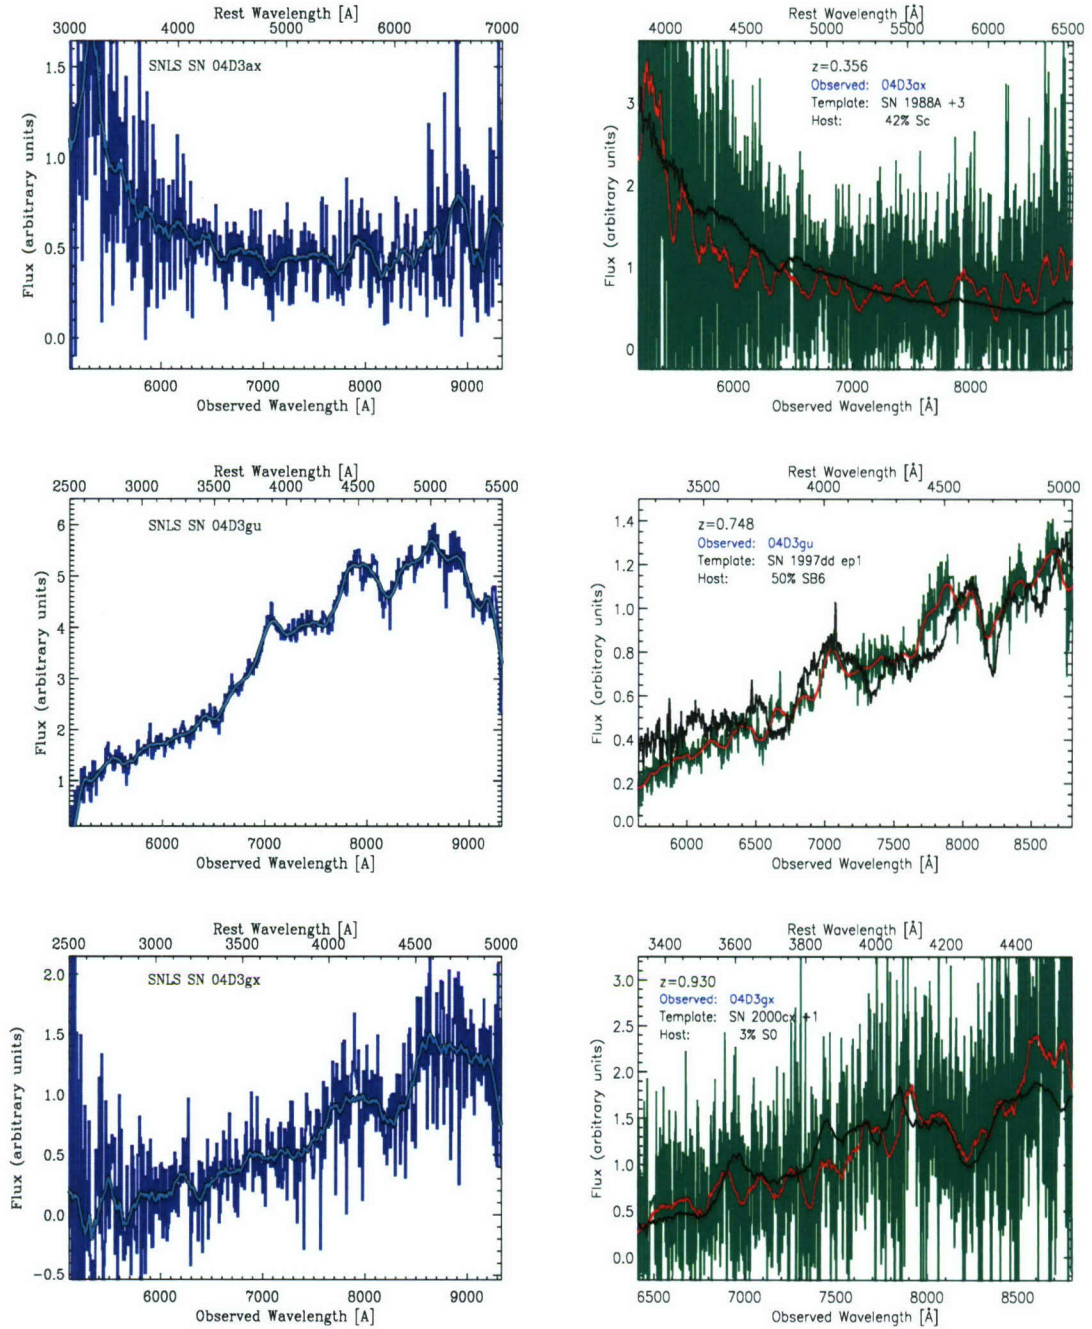 Rest Wavelength [A]
3000 4000 5000 6000 7000
SNLS SN 04D3ax
Flux (arbitrary units)
1.5
1.0
0.5
0.0
6000 7000 8000 9000
Observed Wavelength [A]
Rest Wavelength [Å]
4000 4500 5000 5500 6000 6500
z=0.356
Observed: 04D3ax
Template: SN 1988A +3
Host: 42% Sc
Flux (arbitrary units)
3
2
1
0
6000 7000 8000
Observed Wavelength [Å]
Rest Wavelength [A]
2500 3000 3500 4000 4500 5000 5500
SNLS SN 04D3gu
Flux (arbitrary units)
6
5
4
3
2
1
6000 7000 8000 9000
Observed Wavelength [A]
Rest Wavelength [Å]
3500 4000 4500 5000
z=0.748
Observed: 04D3gu
Template: SN 1997dd ep1
Host: 50% SB6
Flux (arbitrary units)
1.4
1.2
1.0
0.8
0.6
0.4
0.2
0.0
6000 6500 7000 7500 8000 8500
Observed Wavelength [Å]
Rest Wavelength [A]
2500 3000 3500 4000 4500 5000
SNLS SN 04D3gx
Flux (arbitrary units)
2.0
1.5
1.0
0.5
0.0
-0.5
6000 7000 8000 9000
Observed Wavelength [A]
Rest Wavelength [Å]
3400 3600 3800 4000 4200 4400
z=0.930
Observed: 04D3gx
Template: SN 2000cx +1
Host: 3% S0
Flux (arbitrary units)
3.0
2.5
2.0
1.5
1.0
0.5
0.0
6500 7000 7500 8000 8500
Observed Wavelength [Å]